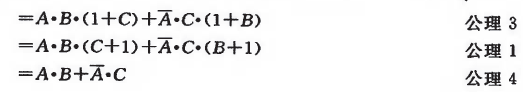 =A·B·(1+C)+A̅·C·(1+B) 公理 3
=A·B·(C+1)+A̅·C·(B+1) 公理 1
=A·B+A̅·C 公理 4